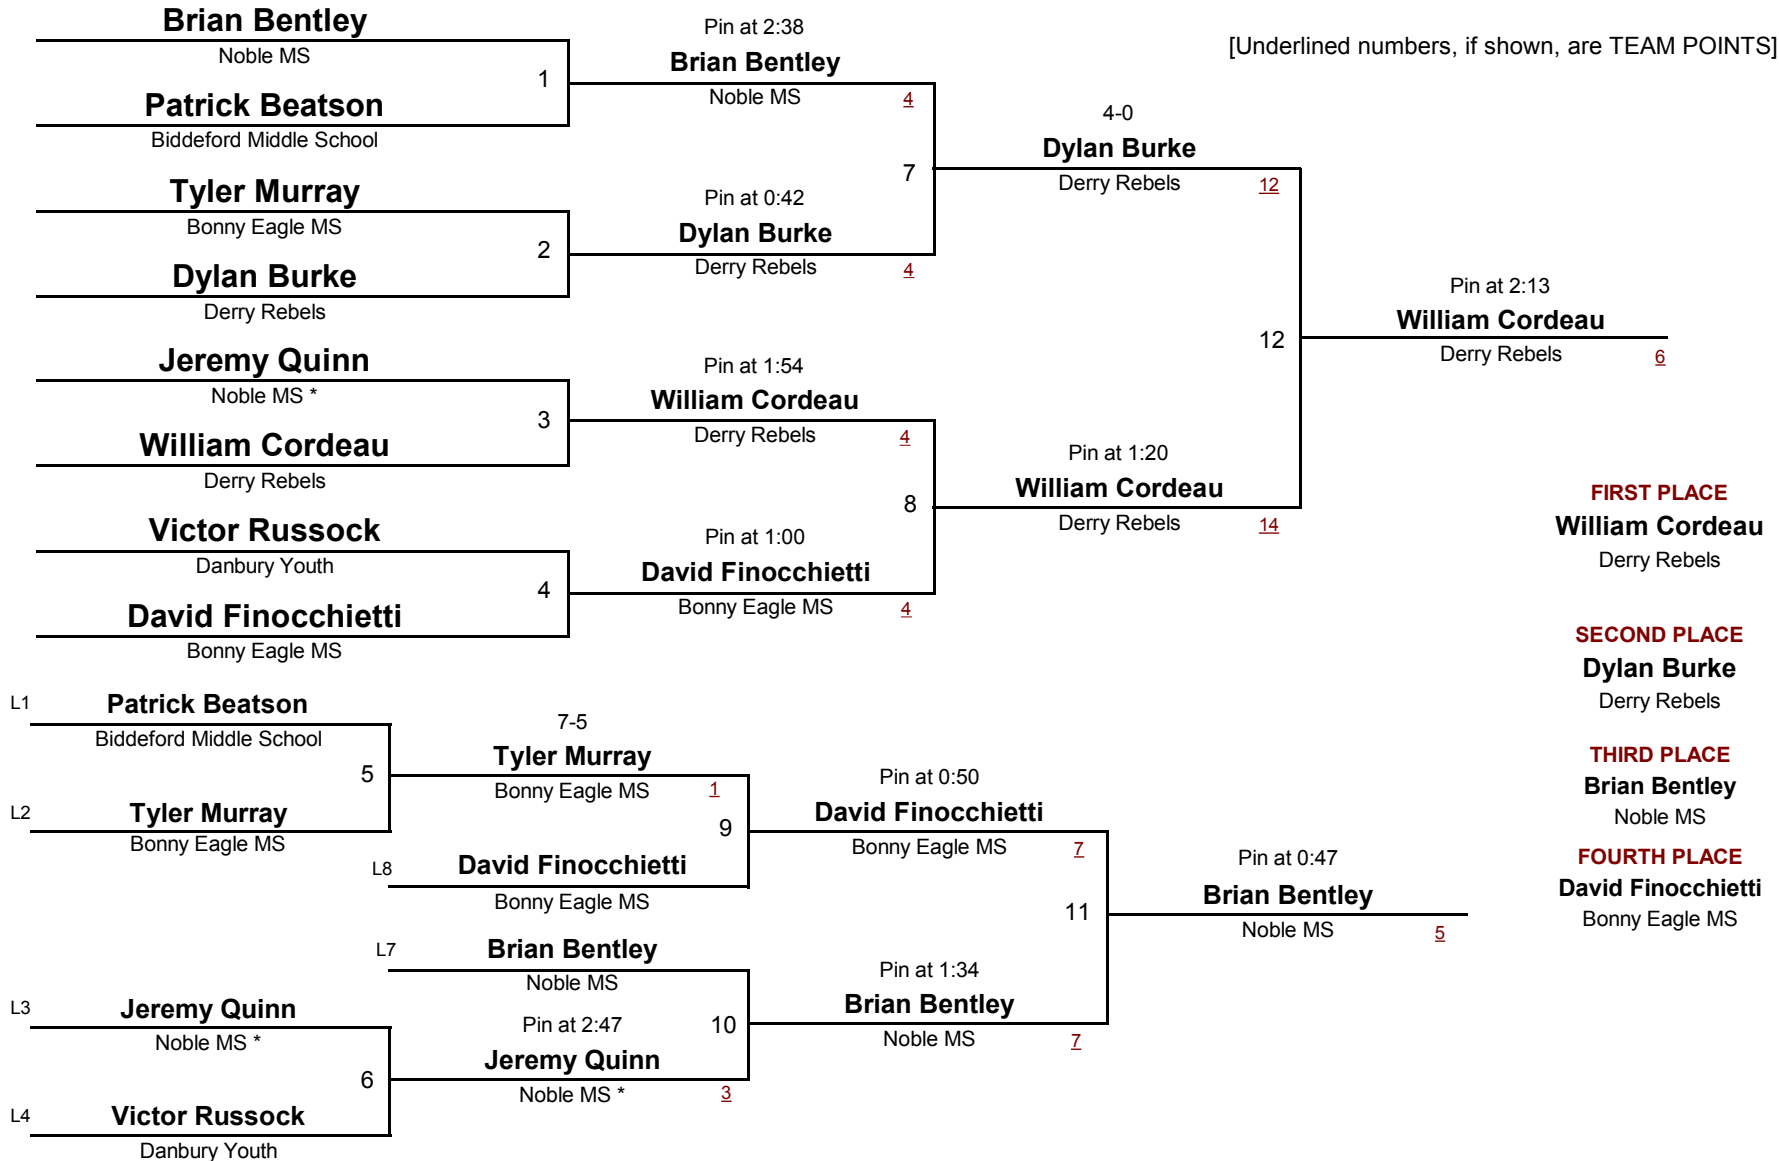 [Underlined numbers, if shown, are TEAM POINTS]
Brian Bentley
Noble MS
1
Patrick Beatson
Biddeford Middle School
Tyler Murray
Bonny Eagle MS
2
Dylan Burke
Derry Rebels
Jeremy Quinn
Noble MS *
3
William Cordeau
Derry Rebels
Victor Russock
Danbury Youth
4
David Finocchietti
Bonny Eagle MS
Pin at 2:38
Brian Bentley
Noble MS 4
7
Pin at 0:42
Dylan Burke
Derry Rebels 4
Pin at 1:54
William Cordeau
Derry Rebels 4
8
Pin at 1:00
David Finocchietti
Bonny Eagle MS 4
4-0
Dylan Burke
Derry Rebels 12
12
Pin at 1:20
William Cordeau
Derry Rebels 14
Pin at 2:13
William Cordeau
Derry Rebels 6
FIRST PLACE
William Cordeau
Derry Rebels
SECOND PLACE
Dylan Burke
Derry Rebels
THIRD PLACE
Brian Bentley
Noble MS
FOURTH PLACE
David Finocchietti
Bonny Eagle MS
L1 Patrick Beatson
Biddeford Middle School
5
L2 Tyler Murray
Bonny Eagle MS
7-5
Tyler Murray
Bonny Eagle MS 1
9
L8 David Finocchietti
Bonny Eagle MS
L7 Brian Bentley
Noble MS
10
L3 Jeremy Quinn
Noble MS *
6
L4 Victor Russock
Danbury Youth
Pin at 2:47
Jeremy Quinn
Noble MS * 3
Pin at 0:50
David Finocchietti
Bonny Eagle MS 7
11
Pin at 1:34
Brian Bentley
Noble MS 7
Pin at 0:47
Brian Bentley
Noble MS 5